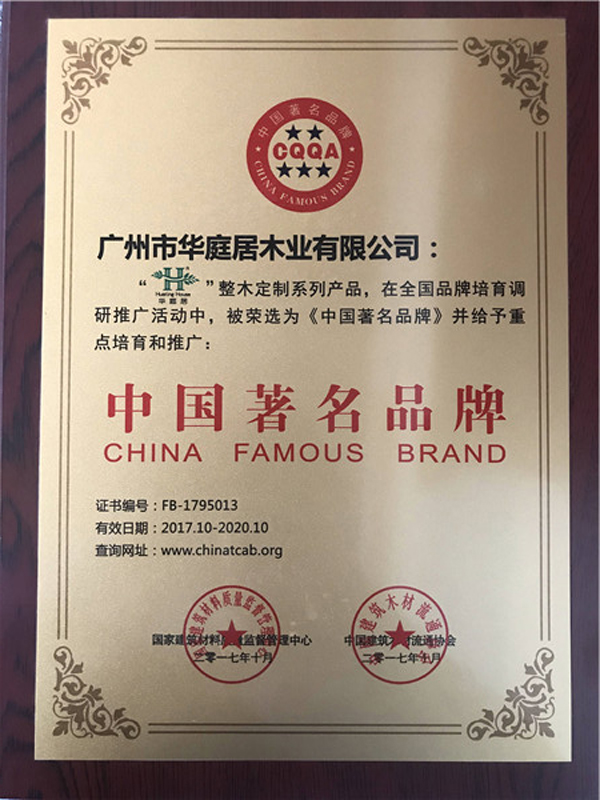 中国著名品牌
CQQA
CHINA FAMOUS BRAND
广州市华庭居木业有限公司：
“H Huating House 华庭居”整木定制系列产品，在全国品牌培育调
研推广活动中，被荣选为《中国著名品牌》并给予重
点培育和推广：
中国著名品牌
CHINA FAMOUS BRAND
证书编号：FB-1795013
有效日期：2017.10-2020.10
查询网址：www.chinatcab.org
国家建筑材料质量监督管理中心
二零一七年十月
中国建筑木材流通协会
二零一七年十月